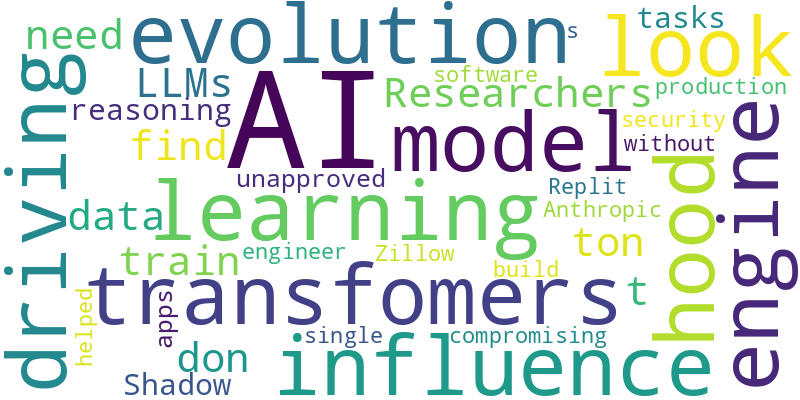 evolution
s
tasks
need
look
LLMs
software
Researchers
production
reasoning
AI
model
security
find
without
driving
unapproved
learning
Replit
hood
engine
data
Anthropic
ton
train
engineer
Zillow
build
transfomers
t
helped
apps
single
compromising
don
influence
Shadow